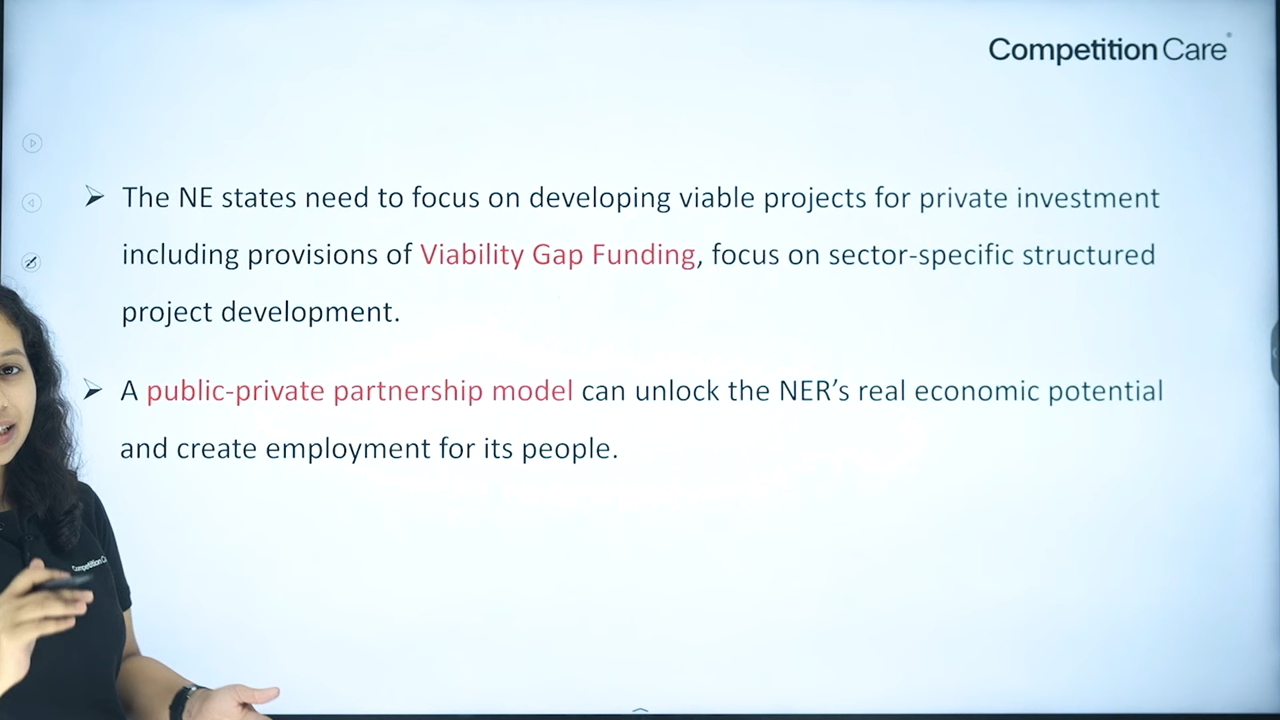 Competition Care
The NE states need to focus on developing viable projects for private investment
including provisions of Viability Gap Funding, focus on sector-specific structured
project development.
A public-private partnership model can unlock the NER’s real economic potential
and create employment for its people.
Competition